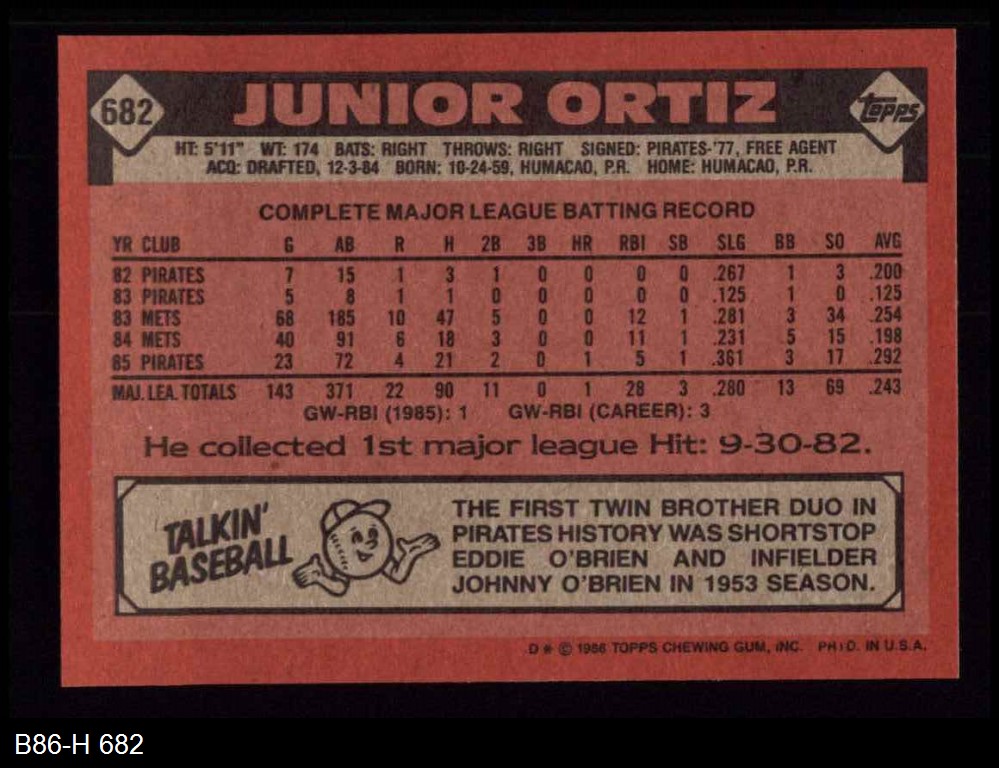 682 JUNIOR ORTIZ Topps
HT: 5'11" WT: 174 BATS: RIGHT THROWS: RIGHT SIGNED: PIRATES-'77, FREE AGENT
ACQ: DRAFTED, 12-3-84 BORN: 10-24-59, HUMACAO, P.R. HOME: HUMACAO, P.R.
COMPLETE MAJOR LEAGUE BATTING RECORD
YR CLUB G AB R H 2B 3B HR RBI SB SLG BB SO AVG
82 PIRATES 7 15 1 3 1 0 0 0 0 .267 1 3 .200
83 PIRATES 5 8 1 1 0 0 0 0 0 .125 1 0 .125
83 METS 68 185 10 47 5 0 0 12 1 .281 3 34 .254
84 METS 40 91 6 18 3 0 0 11 1 .231 5 15 .198
85 PIRATES 23 72 4 21 2 0 1 5 1 .361 3 17 .292
MAJ. LEA. TOTALS 143 371 22 90 11 0 1 28 3 .280 13 69 .243
GW-RBI (1985): 1 GW-RBI (CAREER): 3
He collected 1st major league Hit: 9-30-82.
TALKIN'
BASEBALL
THE FIRST TWIN BROTHER DUO IN
PIRATES HISTORY WAS SHORTSTOP
EDDIE O'BRIEN AND INFIELDER
JOHNNY O'BRIEN IN 1953 SEASON.
D * © 1986 TOPPS CHEWING GUM, INC. PRTD. IN U.S.A.
B86-H 682